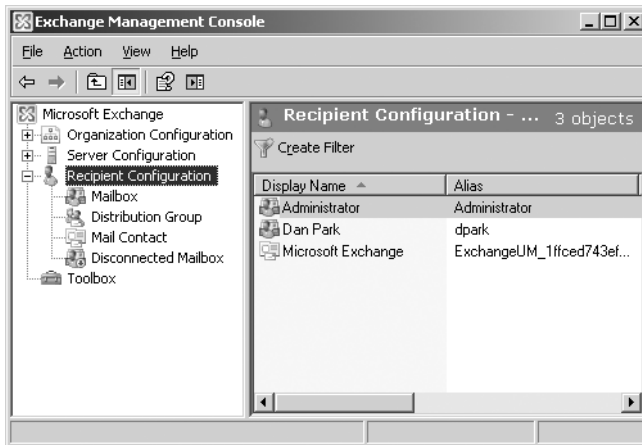 Exchange Management Console
File Action View Help
Microsoft Exchange
Organization Configuration
Server Configuration
Recipient Configuration
Mailbox
Distribution Group
Mail Contact
Disconnected Mailbox
Toolbox
Recipient Configuration - ... 3 objects
Create Filter
Display Name Alias
Administrator Administrator
Dan Park dpark
Microsoft Exchange ExchangeUM_1ffced743ef...